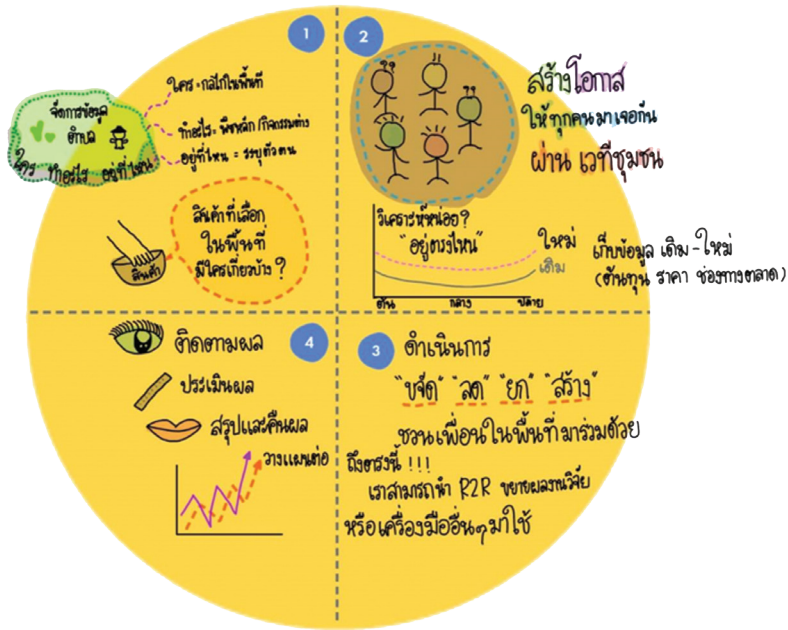 1
ใคร = กลไกในพื้นที่
จัดการข้อมูล
ตำบล
ทำอะไร = พืชหลัก / กิจกรรมต่าง
อยู่ที่ไหน = ระบุตัวตน
ใคร ทำอะไร อยู่ที่ไหน
สินค้าที่เลือก
ในพื้นที่
มีใครเกี่ยวบ้าง ?
สินค้า
2
สร้างโอกาส
ให้ทุกคนมาเจอกัน
ผ่าน เวทีชุมชน
วิเคราะห์หน่อย ?
"อยู่ตรงไหน"
ใหม่
เดิม
ต้น กลาง ปลาย
เก็บข้อมูล เดิม - ใหม่
(ต้นทุน ราคา ช่องทางตลาด)
3
ดำเนินการ
"ขจัด" "ลด" "ยก" "สร้าง"
ชวนเพื่อนในพื้นที่มาร่วมด้วย
ถึงตรงนี้ !!!
เราสามารถนำ R2R ขยายผลงานวิจัย
หรือเครื่องมืออื่นๆมาใช้
4
ติดตามผล
ประเมินผล
สรุปและคืนผล
วางแผนต่อ